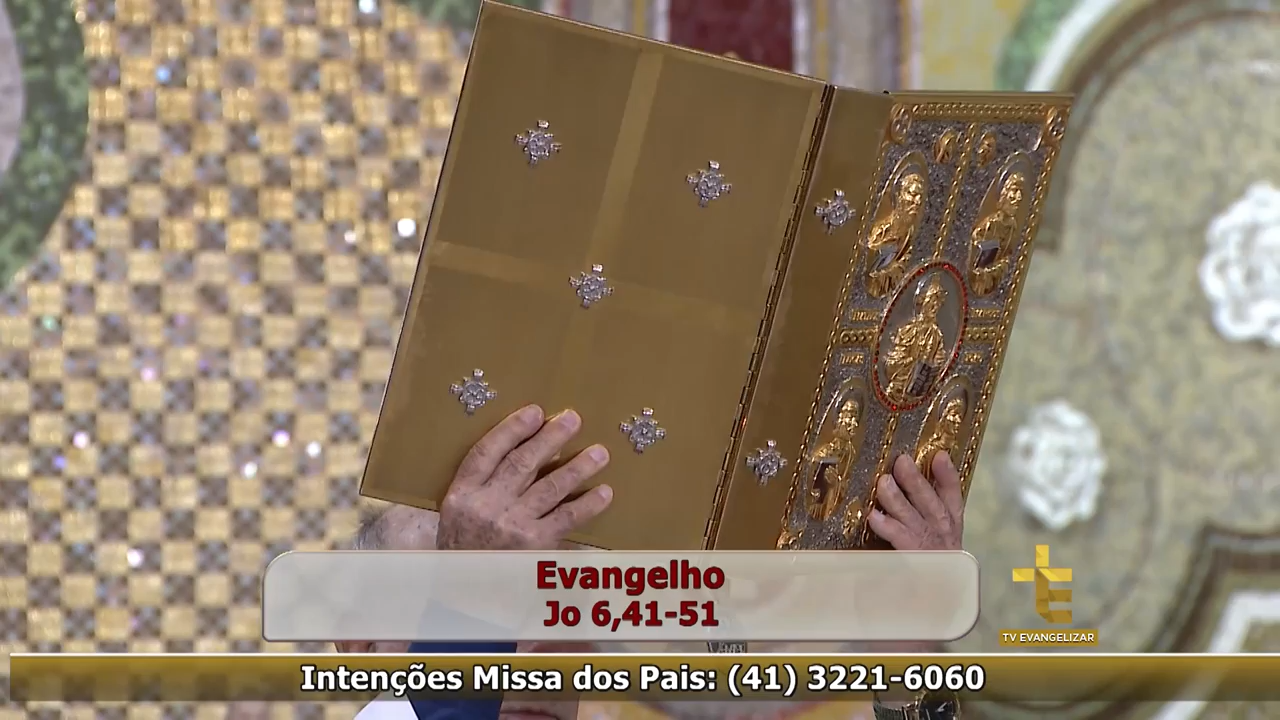 Evangelho
Jo 6,41-51
TV EVANGELIZAR
Intenções Missa dos Pais: (41) 3221-6060